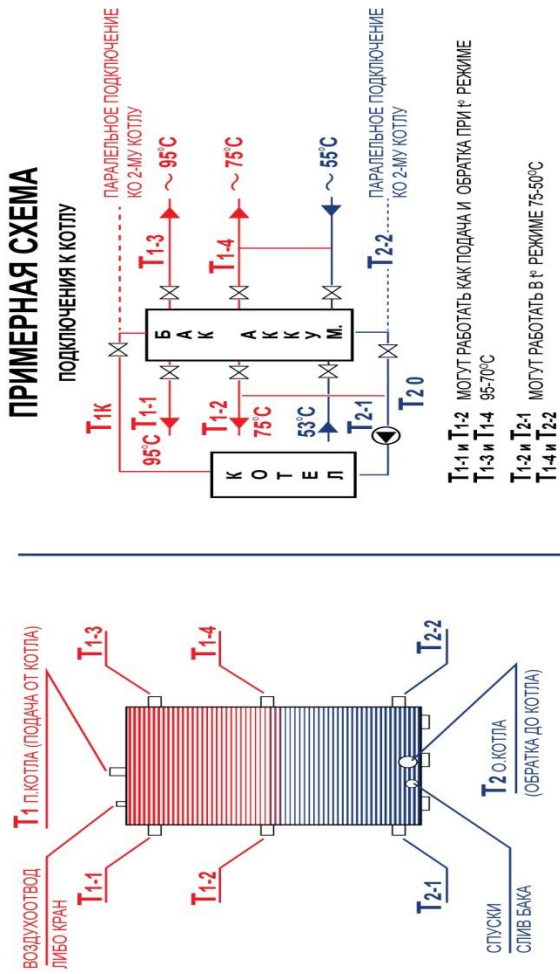 ПРИМЕРНАЯ СХЕМА
ПОДКЛЮЧЕНИЯ К КОТЛУ
T1К
ПАРАЛЕЛЬНОЕ ПОДКЛЮЧЕНИЕ
КО 2-МУ КОТЛУ
95°C
T1-1
T1-3
~ 95°C
T1-2
75°C
T1-4
~ 75°C
53°C
~ 55°C
КОТЕЛ
БАК АККУМ.
T2-1
T2-2
T2 О
ПАРАЛЕЛЬНОЕ ПОДКЛЮЧЕНИЕ
КО 2-МУ КОТЛУ
T1-1 и T1-2 МОГУТ РАБОТАТЬ КАК ПОДАЧА И ОБРАТКА ПРИ t° РЕЖИМЕ
T1-3 и T1-4 95-70°C
T1-2 и T2-1 МОГУТ РАБОТАТЬ В t° РЕЖИМЕ 75-50°C
T1-4 и T2-2
ВОЗДУХООТВОД
ЛИБО КРАН
T1 П.КОТЛА (ПОДАЧА ОТ КОТЛА)
T1-1
T1-3
T1-2
T1-4
T2-1
T2-2
СПУСКИ
СЛИВ БАКА
T2 О.КОТЛА
(ОБРАТКА ДО КОТЛА)